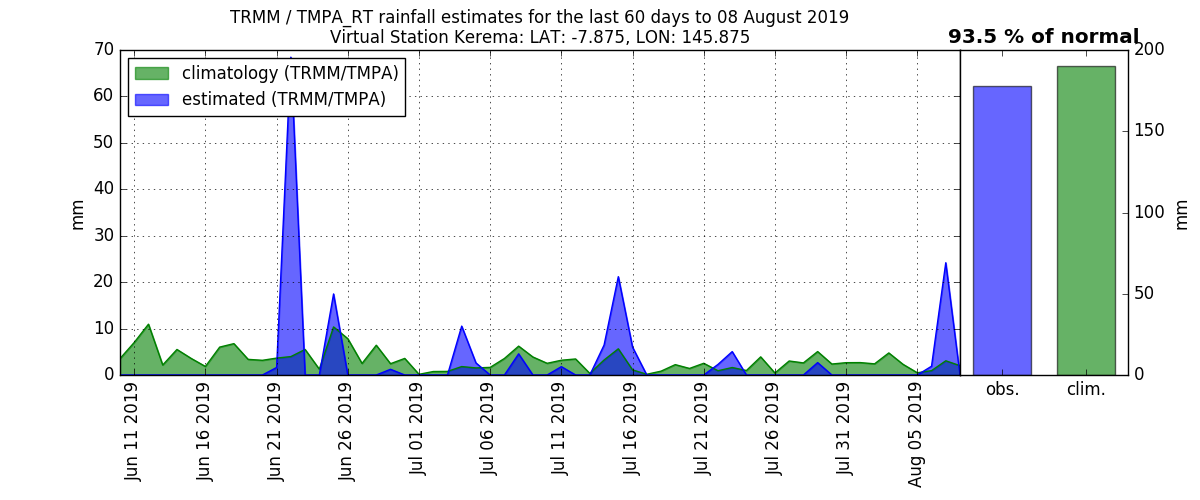 TRMM / TMPA_RT rainfall estimates for the last 60 days to 08 August 2019
Virtual Station Kerema: LAT: -7.875, LON: 145.875
93.5 % of normal
climatology (TRMM/TMPA)
estimated (TRMM/TMPA)
70
60
50
40
30
20
10
0
mm
200
150
100
50
0
mm
Jun 11 2019
Jun 16 2019
Jun 21 2019
Jun 26 2019
Jul 01 2019
Jul 06 2019
Jul 11 2019
Jul 16 2019
Jul 21 2019
Jul 26 2019
Jul 31 2019
Aug 05 2019
obs.
clim.